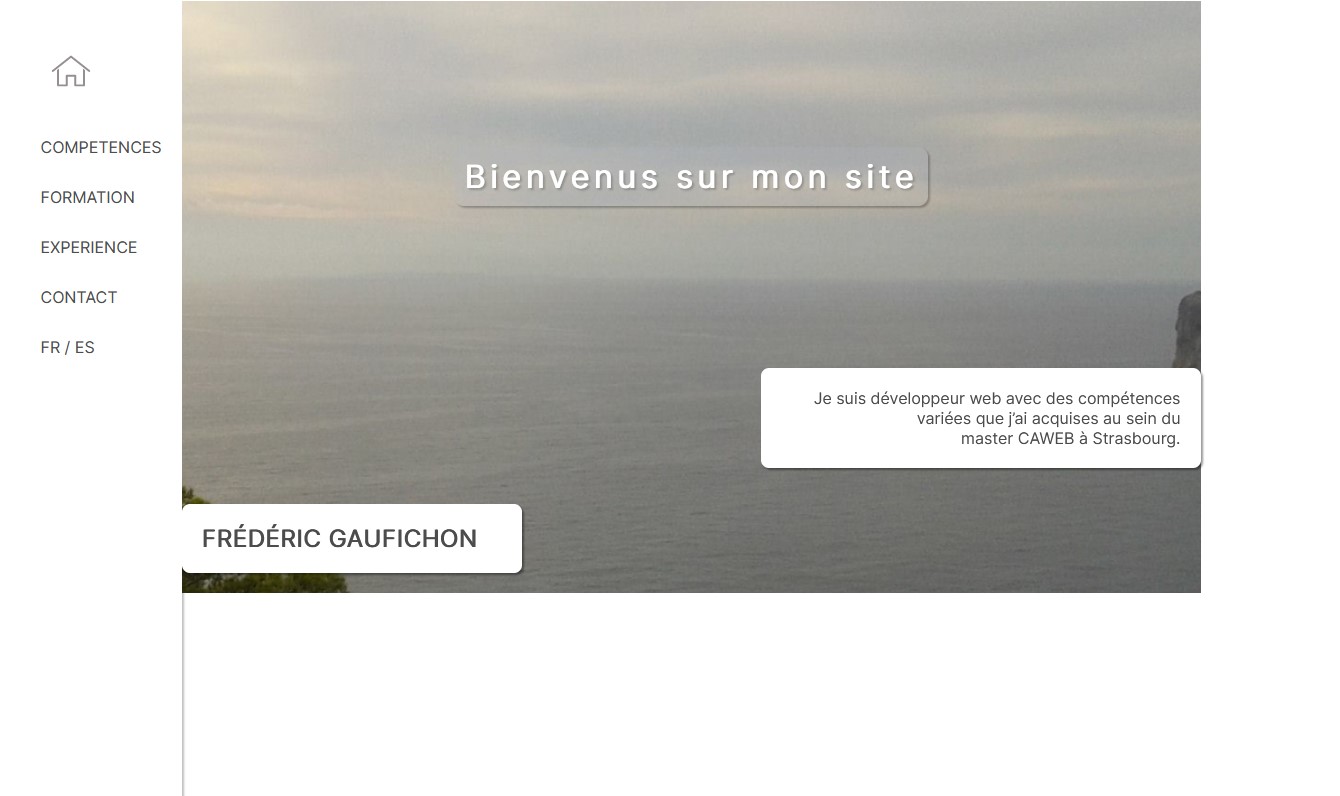 COMPETENCES
FORMATION
EXPERIENCE
CONTACT
FR / ES
Bienvenus sur mon site
Je suis développeur web avec des compétences
variées que j’ai acquises au sein du
master CAWEB à Strasbourg.
FRÉDÉRIC GAUFICHON